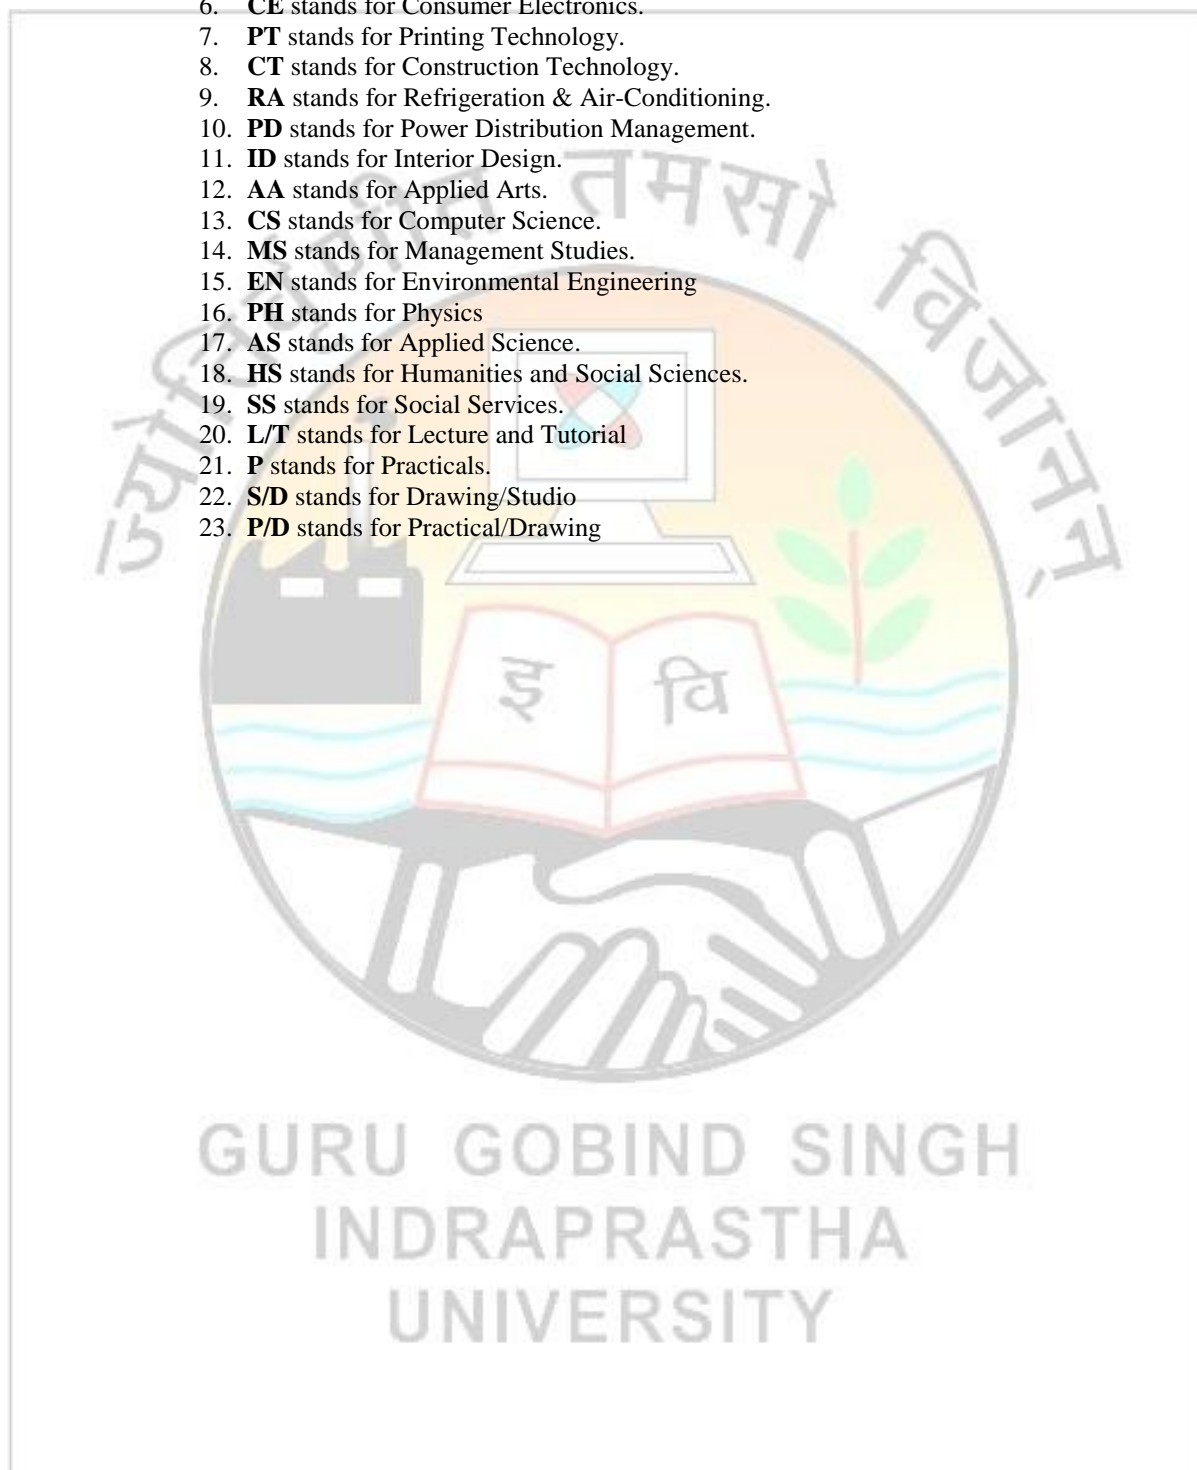 6. CE stands for Consumer Electronics.
7. PT stands for Printing Technology.
8. CT stands for Construction Technology.
9. RA stands for Refrigeration & Air-Conditioning.
10. PD stands for Power Distribution Management.
11. ID stands for Interior Design.
12. AA stands for Applied Arts.
13. CS stands for Computer Science.
14. MS stands for Management Studies.
15. EN stands for Environmental Engineering
16. PH stands for Physics
17. AS stands for Applied Science.
18. HS stands for Humanities and Social Sciences.
19. SS stands for Social Services.
20. L/T stands for Lecture and Tutorial
21. P stands for Practicals.
22. S/D stands for Drawing/Studio
23. P/D stands for Practical/Drawing
तमसो
इ वि
GURU GOBIND SINGH
INDRAPRASTHA
UNIVERSITY